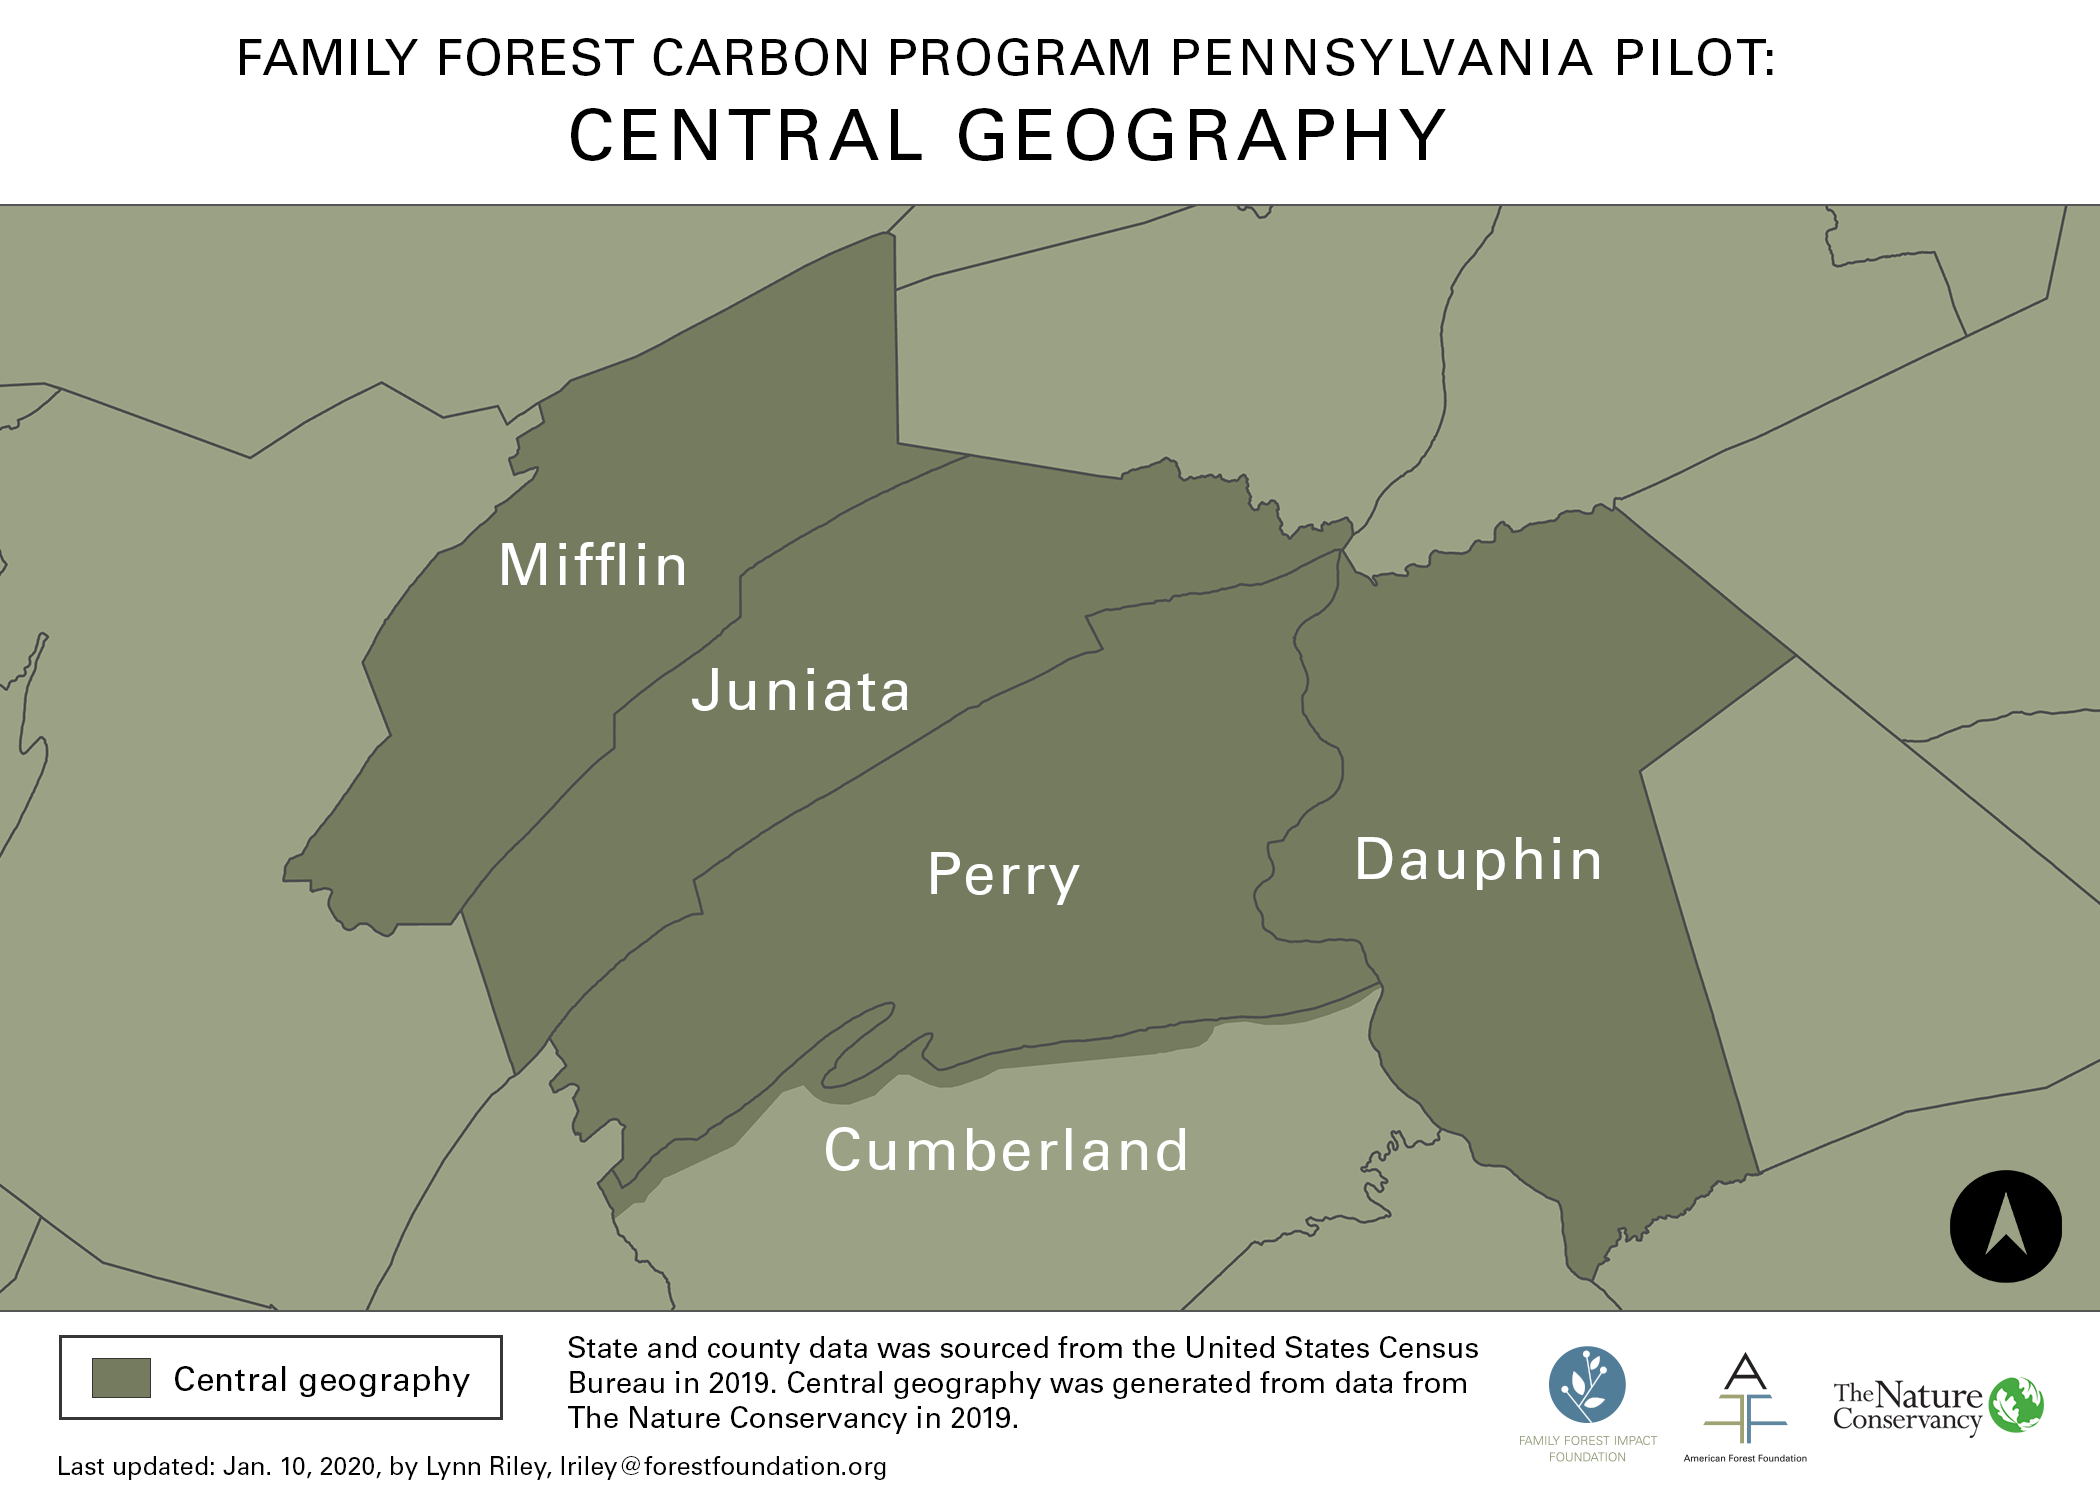 FAMILY FOREST CARBON PROGRAM PENNSYLVANIA PILOT:
CENTRAL GEOGRAPHY
Mifflin
Juniata
Perry
Dauphin
Cumberland
Central geography
State and county data was sourced from the United States Census
Bureau in 2019. Central geography was generated from data from
The Nature Conservancy in 2019.
Last updated: Jan. 10, 2020, by Lynn Riley, lriley@forestfoundation.org
FAMILY FOREST IMPACT
FOUNDATION
AFF
American Forest Foundation
The Nature
Conservancy